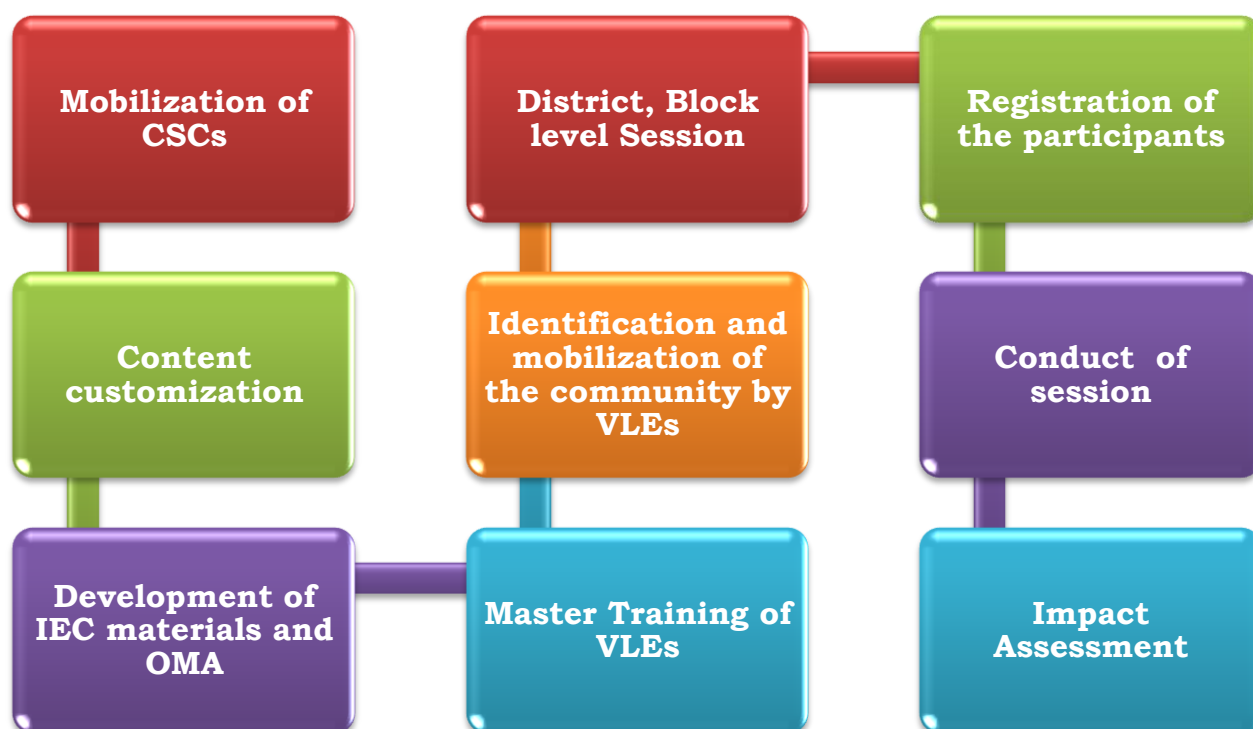 Mobilization of
CSCs
Content
customization
Development of
IEC materials and
OMA
Master Training of
VLEs
Identification and
mobilization of
the community by
VLEs
District, Block
level Session
Registration of
the participants
Conduct  of
session
Impact
Assessment